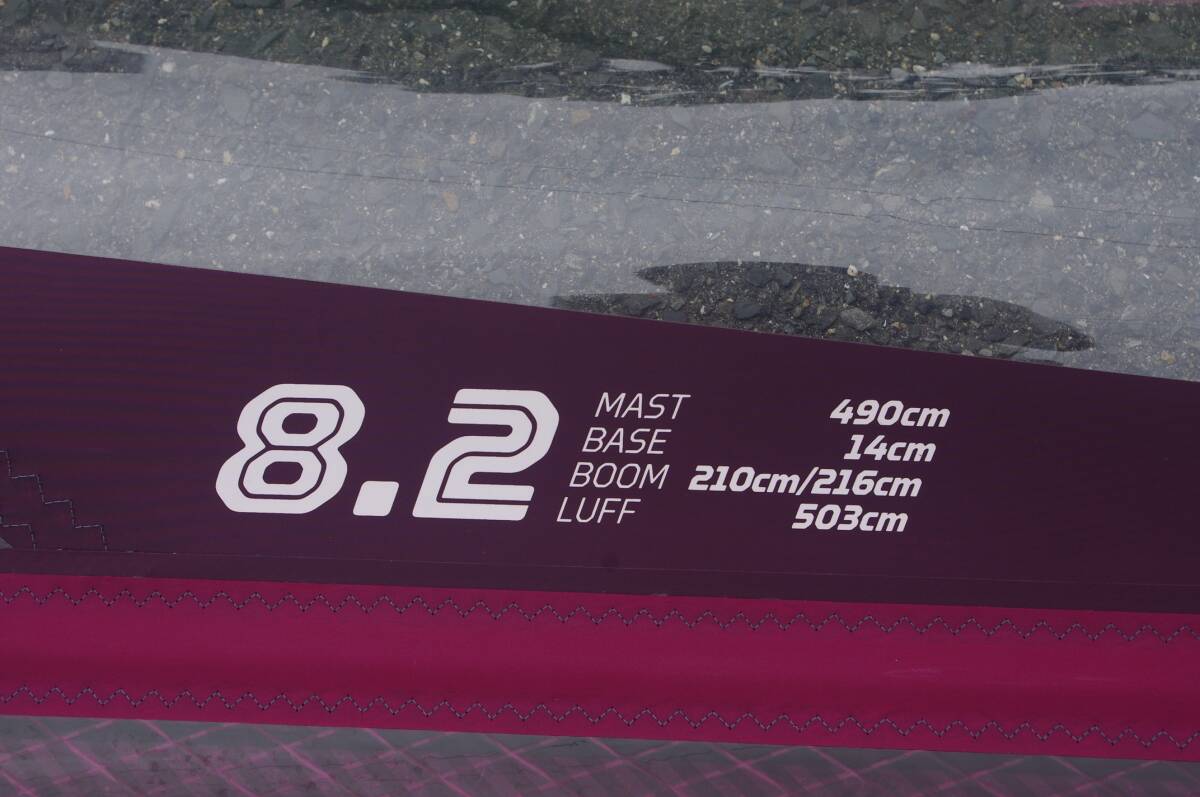 8.2
MAST 490cm
BASE 14cm
BOOM 210cm/216cm
LUFF 503cm